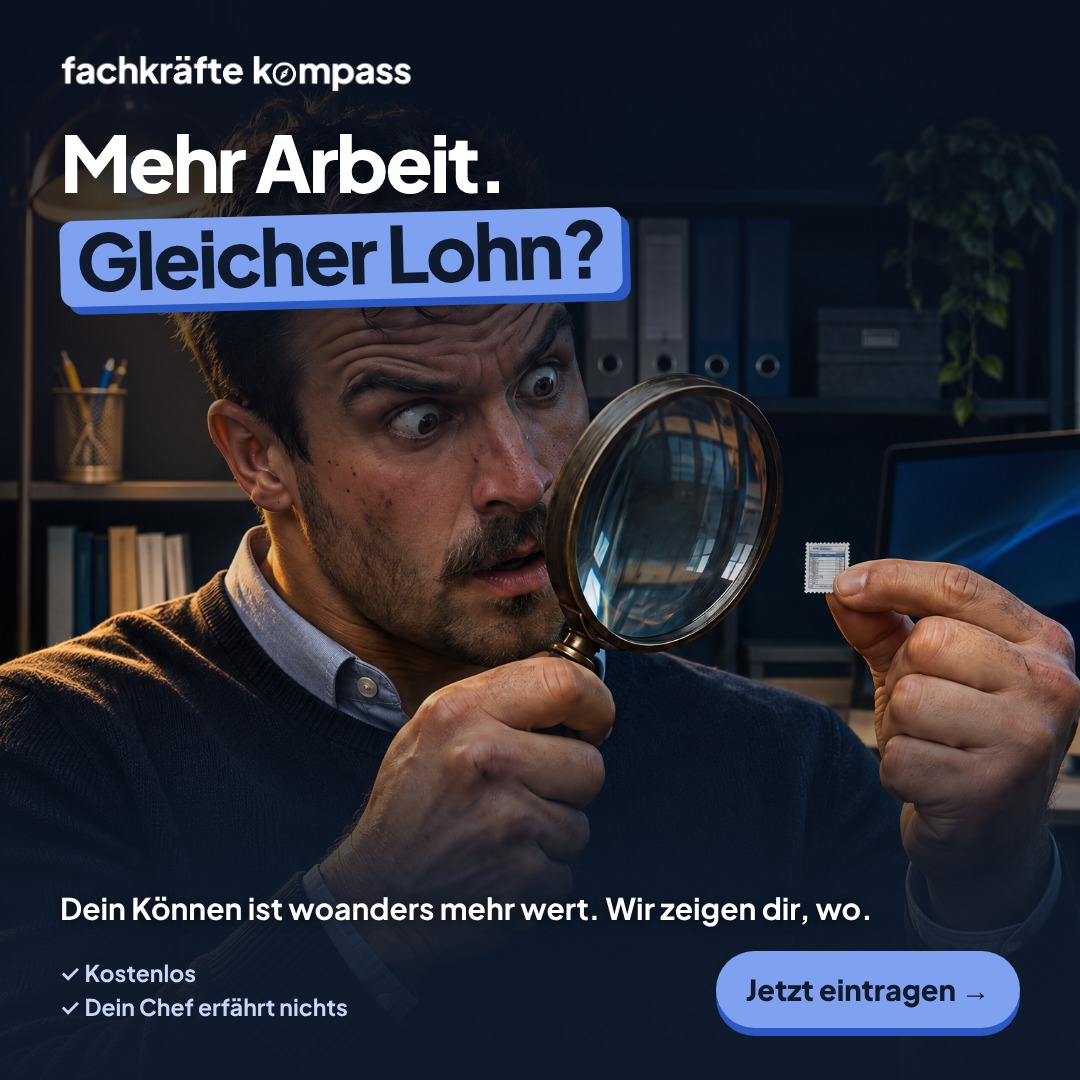 fachkräfte kompass
Mehr Arbeit.
Gleicher Lohn?
Dein Können ist woanders mehr wert. Wir zeigen dir, wo.
✓ Kostenlos
✓ Dein Chef erfährt nichts
Jetzt eintragen →